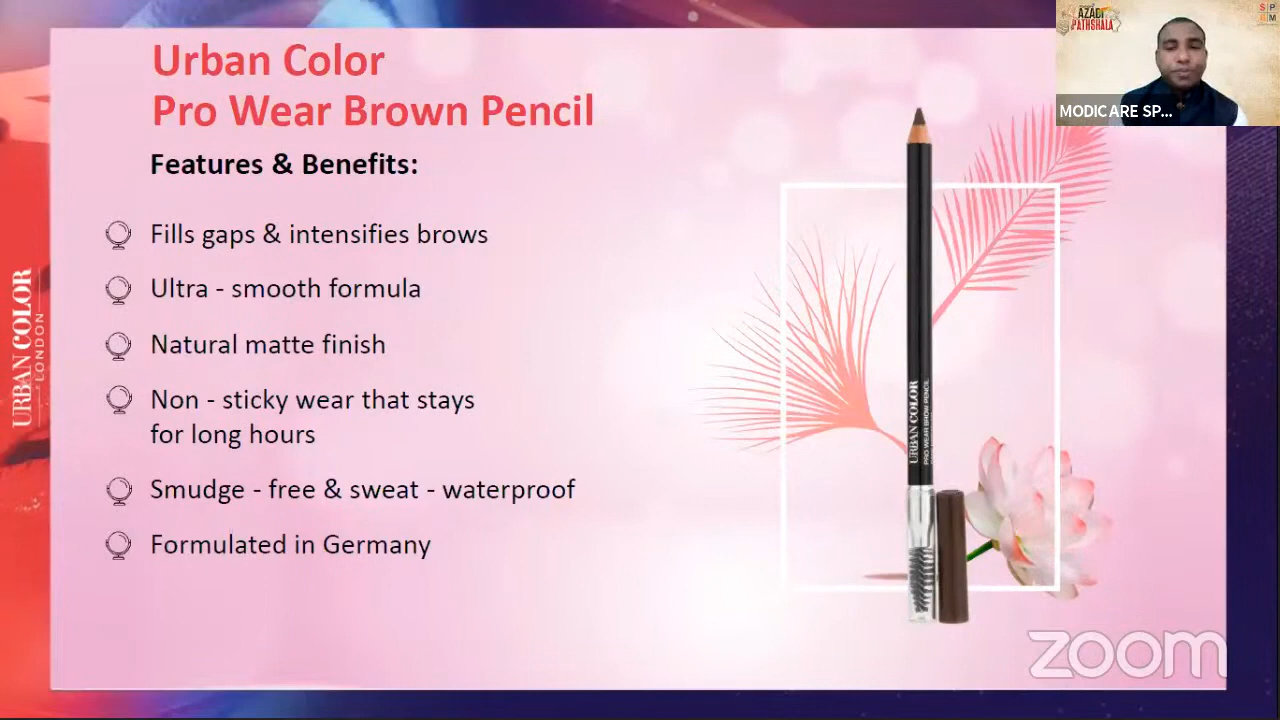 Urban Color
Pro Wear Brown Pencil
Features & Benefits:
Fills gaps & intensifies brows
Ultra - smooth formula
Natural matte finish
Non - sticky wear that stays
for long hours
Smudge - free & sweat - waterproof
Formulated in Germany
URBAN COLOR
LONDON
URBAN COLOR
PRO WEAR BROW PENCIL
AZADI
PATHSHALA
S P
MODICARE SP...
zoom